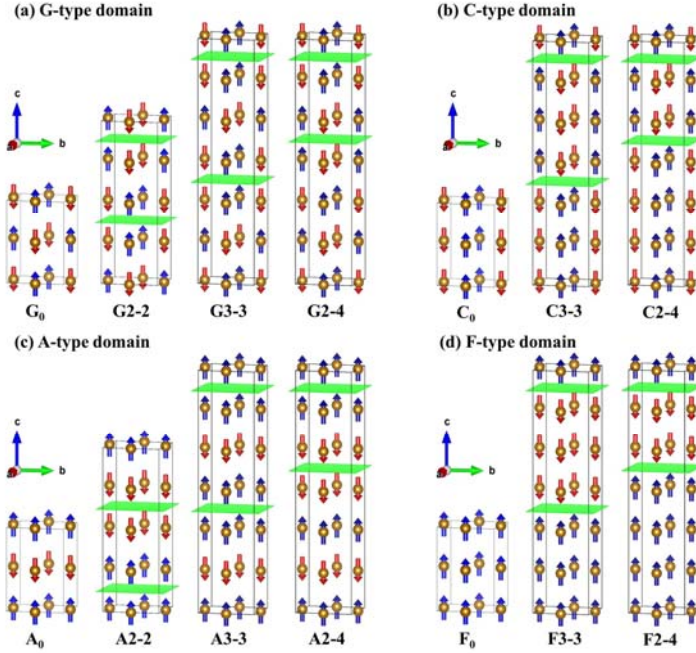 (a) G-type domain
c
b
a
G₀
G2-2
G3-3
G2-4
(b) C-type domain
c
b
a
C₀
C3-3
C2-4
(c) A-type domain
c
b
a
A₀
A2-2
A3-3
A2-4
(d) F-type domain
c
b
a
F₀
F3-3
F2-4